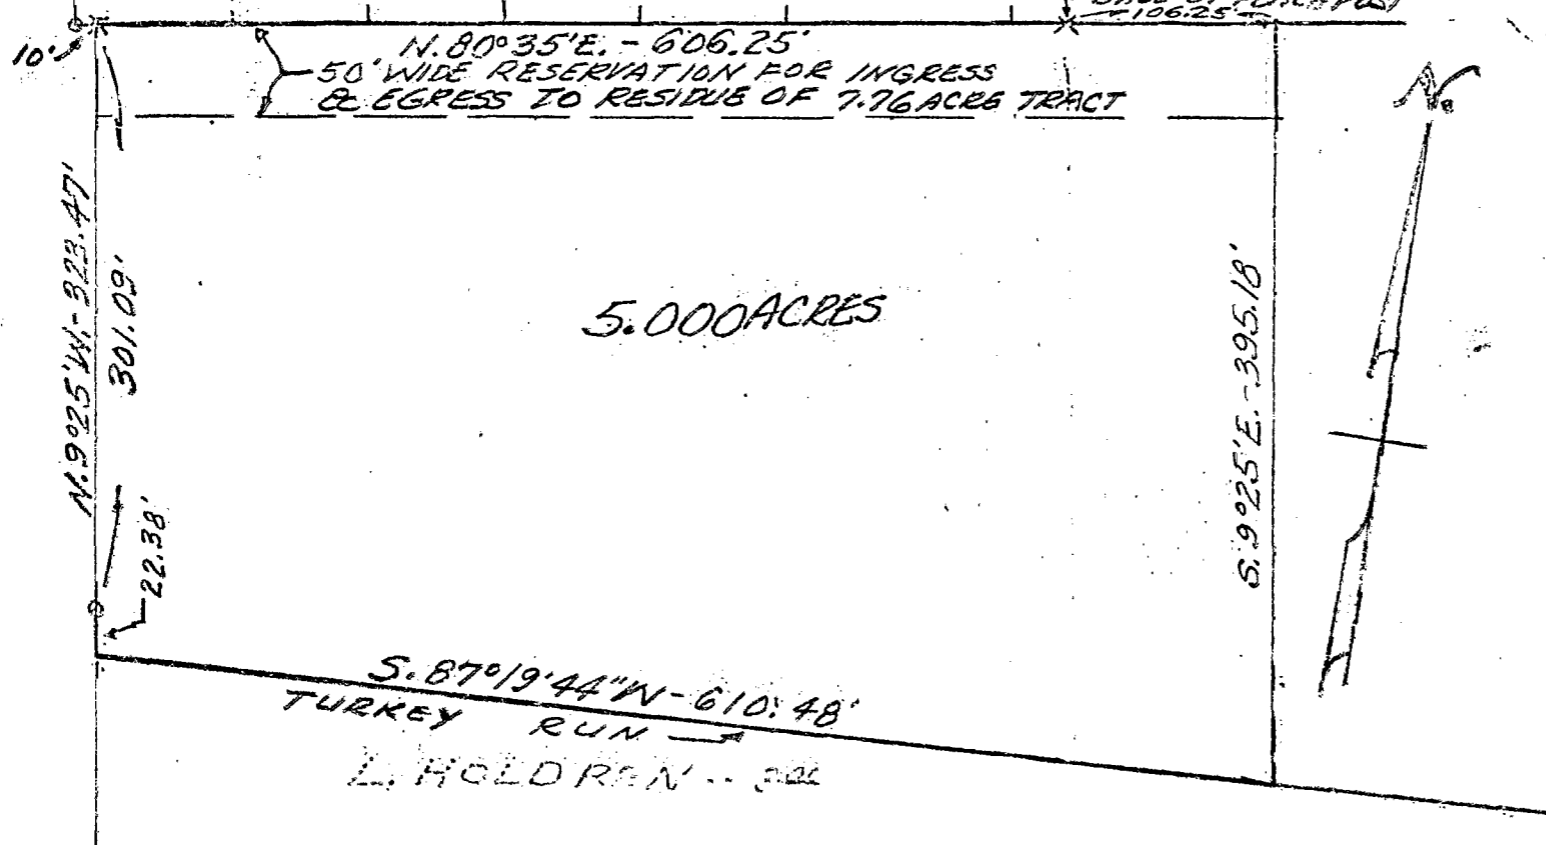 106.25'
10'
N. 80°35'E. - 606.25'
50' WIDE RESERVATION FOR INGRESS
& EGRESS TO RESIDUE OF 7.76 ACRE TRACT
N.
N. 9°25'W. - 323.47'
301.09'
5.000 ACRES
S. 9°25'E. - 395.18'
22.38'
S. 87°19'44"W - 610.48'
TURKEY RUN
L. HOLDREN